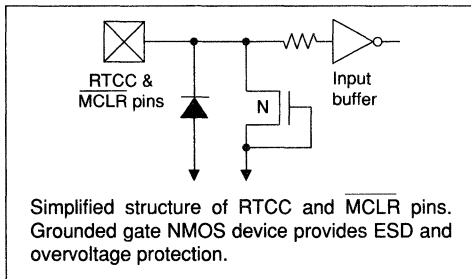 RTCC &
MCLR pins
Input
buffer
N
Simplified structure of RTCC and MCLR pins.
Grounded gate NMOS device provides ESD and
overvoltage protection.